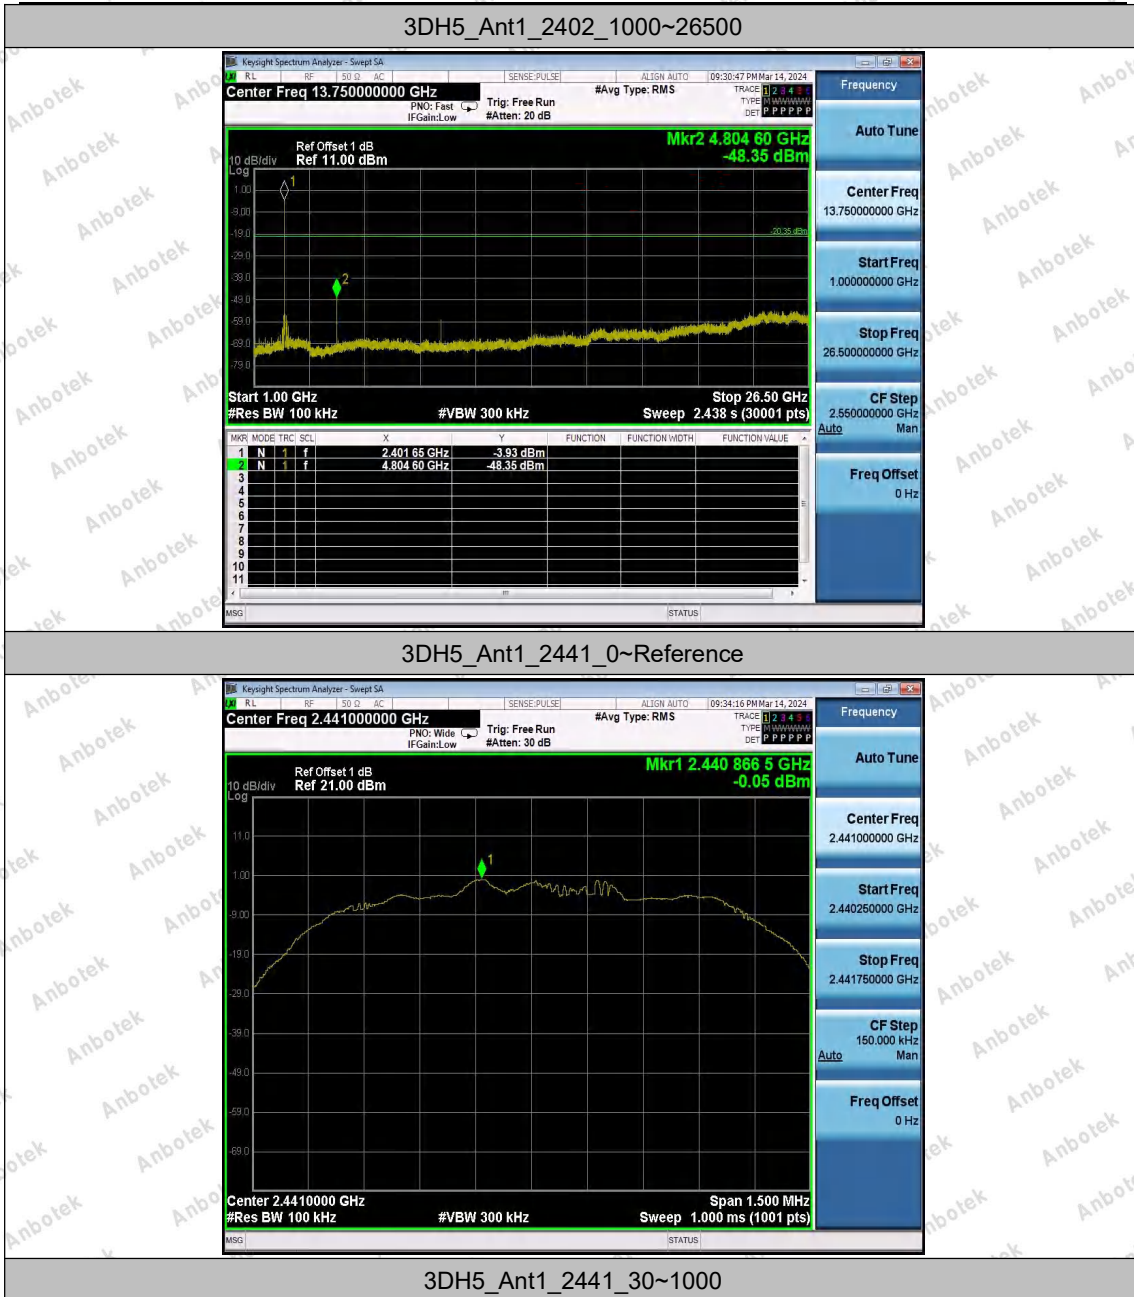 3DH5_Ant1_2402_1000~26500
Keysight Spectrum Analyzer - Swept SA
RL RF 50 Ω AC SENSE:PULSE ALIGN AUTO 09:30:47 PM Mar 14, 2024
Center Freq 13.750000000 GHz
#Avg Type: RMS
TRACE 1 2 3 4 5 6
PNO: Fast Trig: Free Run
TYPE M WWWWW
IFGain:Low #Atten: 20 dB
DET P P P P P P
Frequency
Auto Tune
Mkr2 4.804 60 GHz
-48.35 dBm
Ref Offset 1 dB
10 dB/div Ref 11.00 dBm
Log
1
1.00
-9.00
-19.0
-20.35 dBm
-29.0
-39.0
2
-49.0
-59.0
-69.0
-79.0
Start 1.00 GHz Stop 26.50 GHz
#Res BW 100 kHz #VBW 300 kHz Sweep 2.438 s (30001 pts)
Center Freq
13.750000000 GHz
Start Freq
1.000000000 GHz
Stop Freq
26.500000000 GHz
CF Step
2.550000000 GHz
Auto Man
Freq Offset
0 Hz
MKR MODE TRC SCL X Y FUNCTION FUNCTION WIDTH FUNCTION VALUE
1 N 1 f 2.401 65 GHz -3.93 dBm
2 N 1 f 4.804 60 GHz -48.35 dBm
3
4
5
6
7
8
9
10
11
MSG STATUS
3DH5_Ant1_2441_0~Reference
Keysight Spectrum Analyzer - Swept SA
RL RF 50 Ω AC SENSE:PULSE ALIGN AUTO 09:34:16 PM Mar 14, 2024
Center Freq 2.441000000 GHz
#Avg Type: RMS
TRACE 1 2 3 4 5 6
PNO: Wide Trig: Free Run
TYPE M WWWWW
IFGain:Low #Atten: 30 dB
DET P P P P P P
Frequency
Auto Tune
Mkr1 2.440 866 5 GHz
-0.05 dBm
Ref Offset 1 dB
10 dB/div Ref 21.00 dBm
Log
11.0
1
1.00
-9.00
-19.0
-29.0
-39.0
-49.0
-59.0
-69.0
Center 2.4410000 GHz Span 1.500 MHz
#Res BW 100 kHz #VBW 300 kHz Sweep 1.000 ms (1001 pts)
Center Freq
2.441000000 GHz
Start Freq
2.440250000 GHz
Stop Freq
2.441750000 GHz
CF Step
150.000 kHz
Auto Man
Freq Offset
0 Hz
MSG STATUS
3DH5_Ant1_2441_30~1000
Anbotek